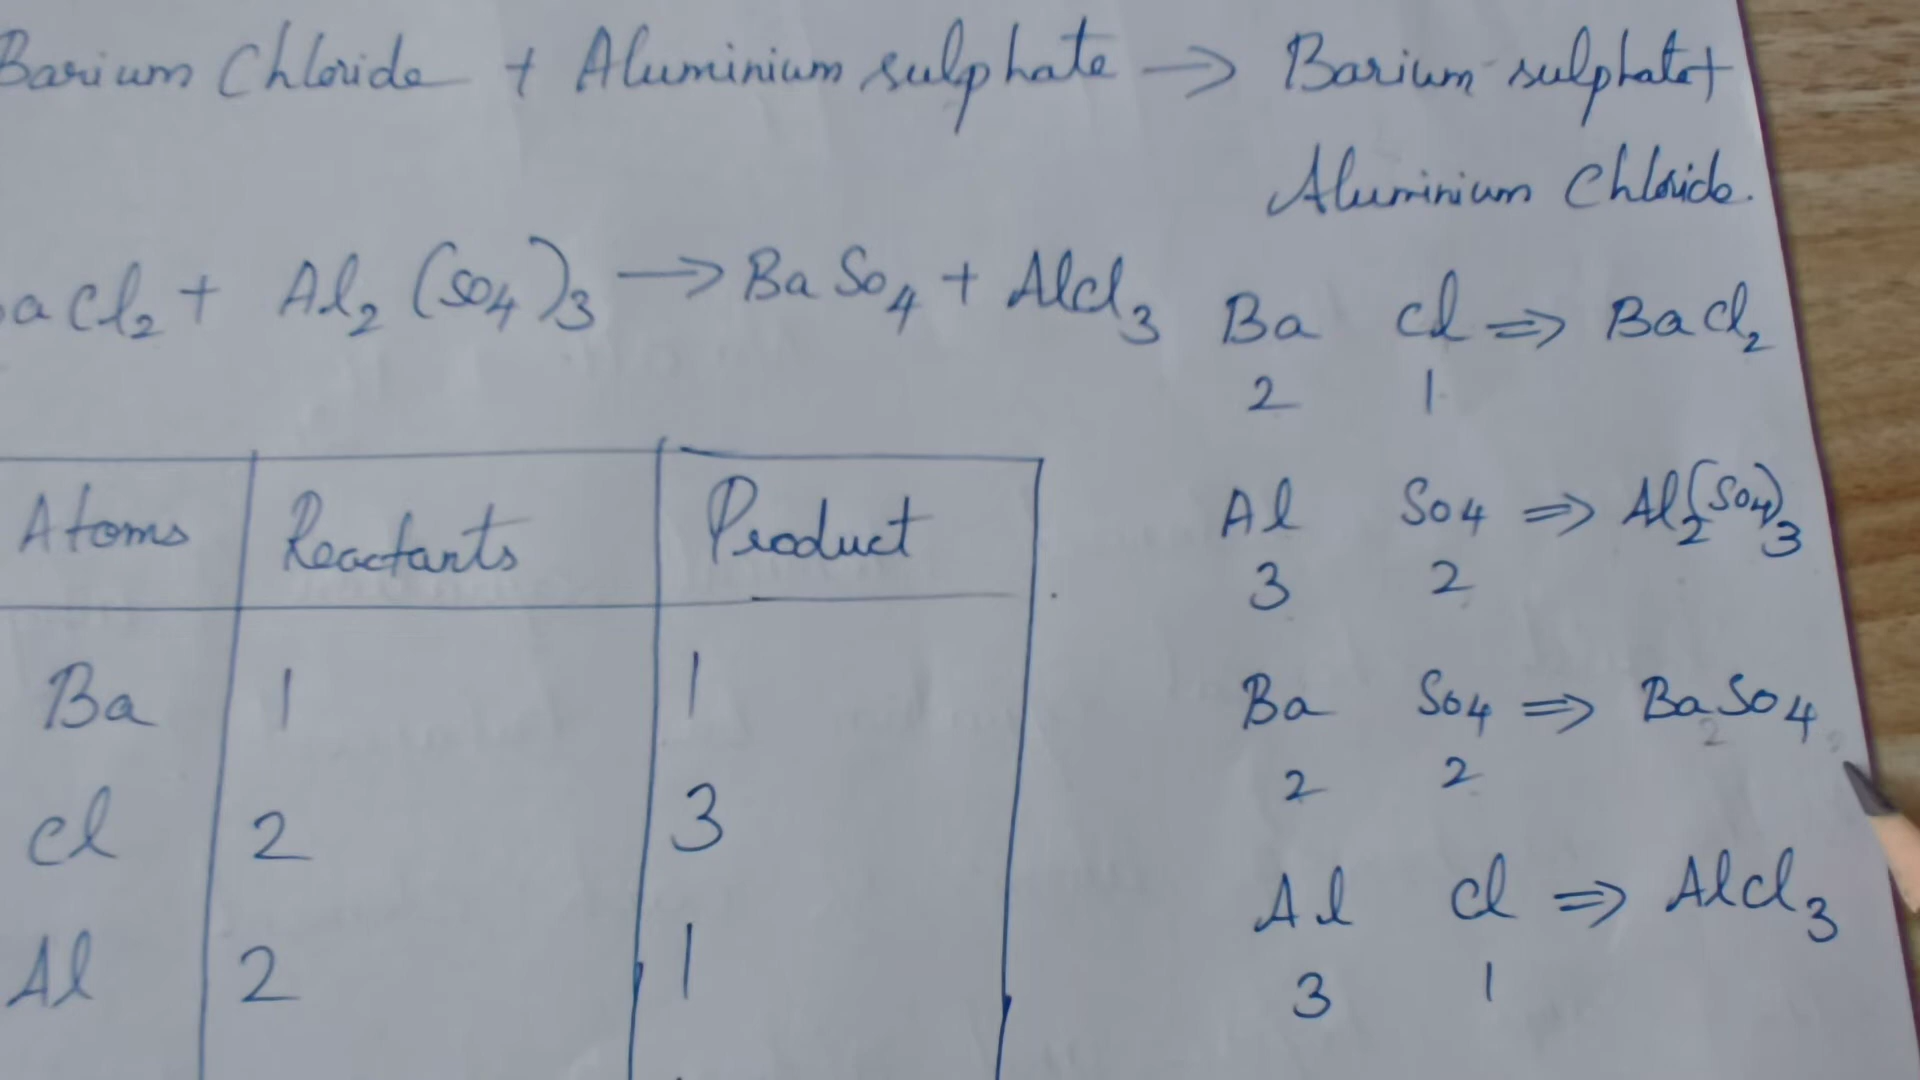 Barium Chloride + Aluminium sulphate → Barium sulphate +
Aluminium Chloride.
aCl2 + Al2 (So4)3 → BaSo4 + Alcl3
Ba Cl ⇒ BaCl2
2 1
Al So4 ⇒ Al2(So4)3
3 2
Ba So4 ⇒ BaSo4
2 2
Al Cl ⇒ AlCl3
3 1
Atoms Reactants Product
Ba 1 1
Cl 2 3
Al 2 1